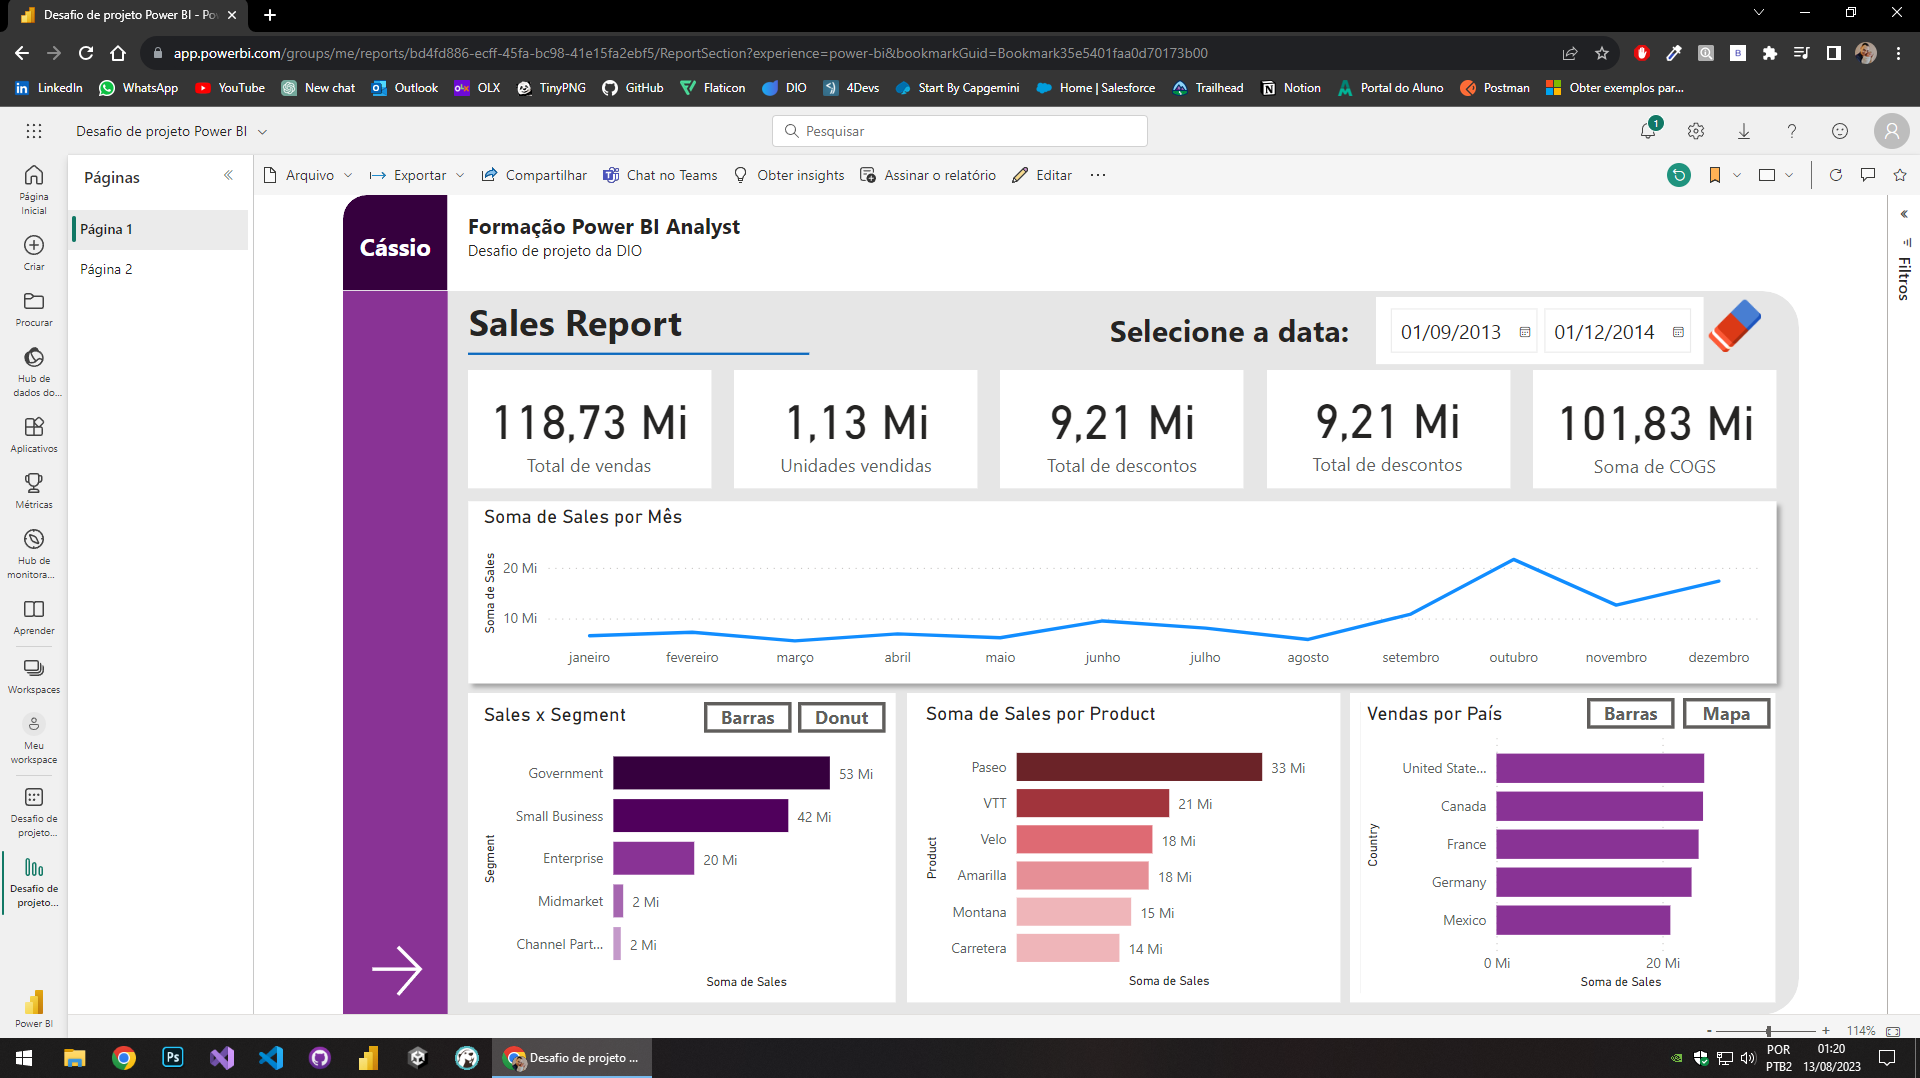 Desafio de projeto Power BI - Po
app.powerbi.com/groups/me/reports/bd4fd886-ecff-45fa-bc98-41e15fa2ebf5/ReportSection?experience=power-bi&bookmarkGuid=Bookmark35e5401faa0d70173b00
LinkedIn WhatsApp YouTube New chat Outlook OLX TinyPNG GitHub Flaticon DIO 4Devs Start By Capgemini Home | Salesforce Trailhead Notion Portal do Aluno Postman Obter exemplos par...
Desafio de projeto Power BI
Pesquisar
1
Página
Inicial
Criar
Procurar
Hub de
dados do...
Aplicativos
Métricas
Hub de
monitora...
Aprender
Workspaces
Meu
workspace
Desafio de
projeto...
Desafio de
projeto...
Power BI
Páginas
Página 1
Página 2
Arquivo Exportar Compartilhar Chat no Teams Obter insights Assinar o relatório Editar
Filtros
Cássio
Formação Power BI Analyst
Desafio de projeto da DIO
Sales Report
Selecione a data:
01/09/2013 01/12/2014
118,73 Mi
Total de vendas
1,13 Mi
Unidades vendidas
9,21 Mi
Total de descontos
9,21 Mi
Total de descontos
101,83 Mi
Soma de COGS
Soma de Sales por Mês
Soma de Sales
20 Mi
10 Mi
janeiro fevereiro março abril maio junho julho agosto setembro outubro novembro dezembro
Sales x Segment
Barras Donut
Segment
Government 53 Mi
Small Business 42 Mi
Enterprise 20 Mi
Midmarket 2 Mi
Channel Part... 2 Mi
Soma de Sales
Soma de Sales por Product
Product
Paseo 33 Mi
VTT 21 Mi
Velo 18 Mi
Amarilla 18 Mi
Montana 15 Mi
Carretera 14 Mi
Soma de Sales
Vendas por País
Barras Mapa
Country
United State...
Canada
France
Germany
Mexico
0 Mi 20 Mi
Soma de Sales
- + 114%
Ps
Desafio de projeto ...
POR
PTB2
01:20
13/08/2023